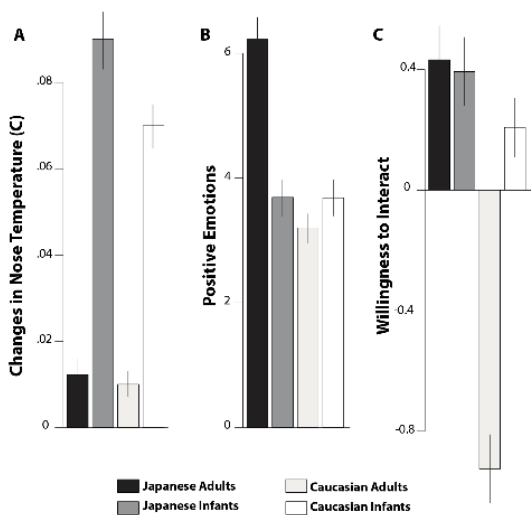 A
B
C
Changes in Nose Temperature (C)
.08
.06
.04
.02
0
Positive Emotions
6
4
2
0
Willingness to Interact
0.4
0
-0.4
-0.8
Japanese Adults
Caucasian Adults
Japanese Infants
Caucasian Infants